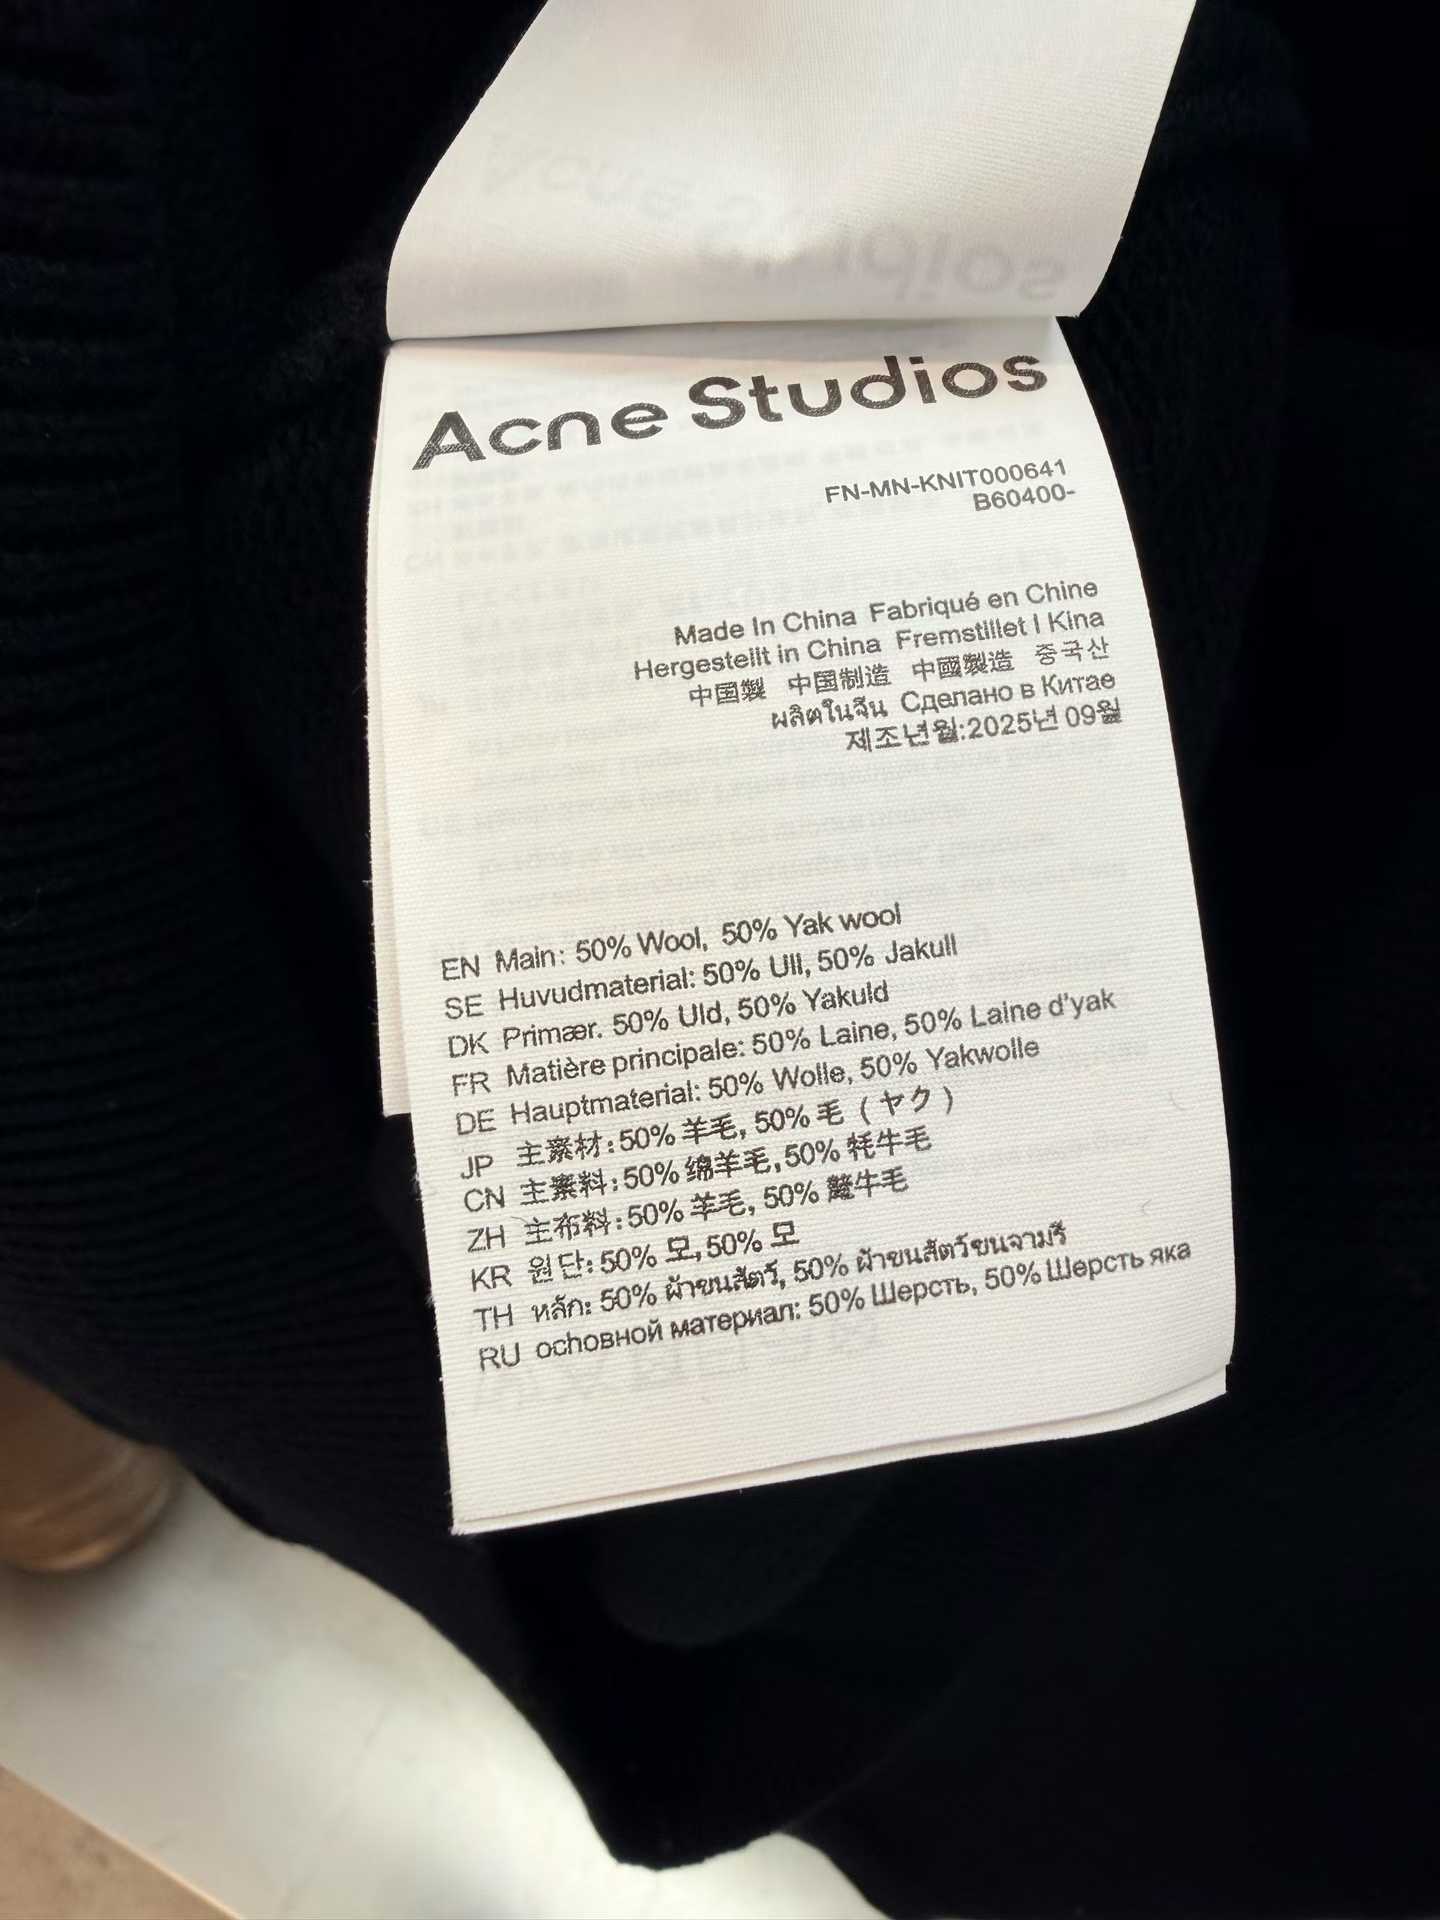 Acne Studios
FN-MN-KNIT000641
B60400-
Made In China Fabriqué en Chine
Hergestellt in China Fremstillet I Kina
中国製 中国制造 中國製造 중국산
ผลิตในจีน Сделано в Китае
제조년월:2025년 09월
EN Main: 50% Wool, 50% Yak wool
SE Huvudmaterial: 50% Ull, 50% Jakull
DK Primær. 50% Uld, 50% Yakuld
FR Matière principale: 50% Laine, 50% Laine d'yak
DE Hauptmaterial: 50% Wolle, 50% Yakwolle
JP 主素材: 50% 羊毛, 50% 毛 (ヤク)
CN 主素料: 50% 绵羊毛,50% 牦牛毛
ZH 主布料: 50% 羊毛, 50% 氂牛毛
KR 원단: 50% 모, 50% 모
TH หลัก: 50% ผ้าขนสัตว์, 50% ผ้าขนสัตว์ขนจามรี
RU осhовной материал: 50% Шерсть, 50% Шерсть яка